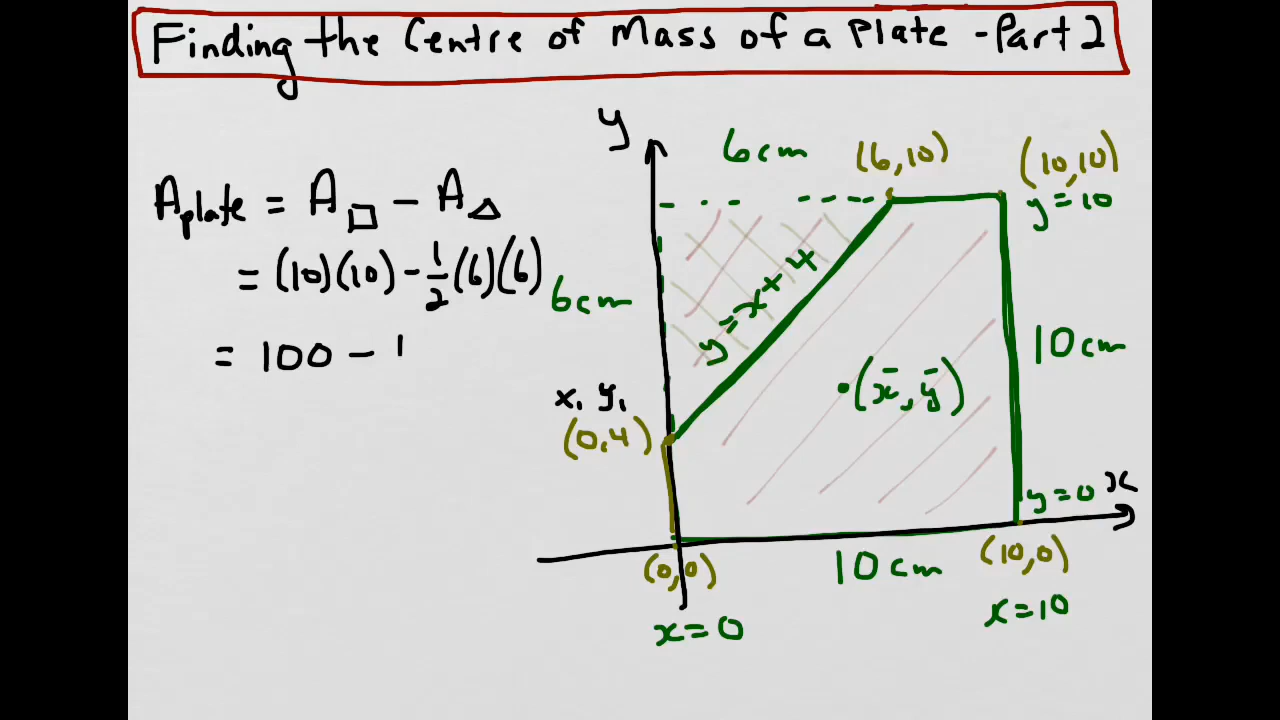 Finding the Centre of Mass of a Plate - Part 2
y
6cm
(6,10)
(10,10)
y=10
A plate = A□ - A△
= (10)(10) - 1/2 (6)(6)
= 100 - 1
6cm
y=x+4
10cm
x₁ y₁
(0,4)
(x̄,ȳ)
y=0
x
(0,0)
10cm
(10,0)
x=0
x=10